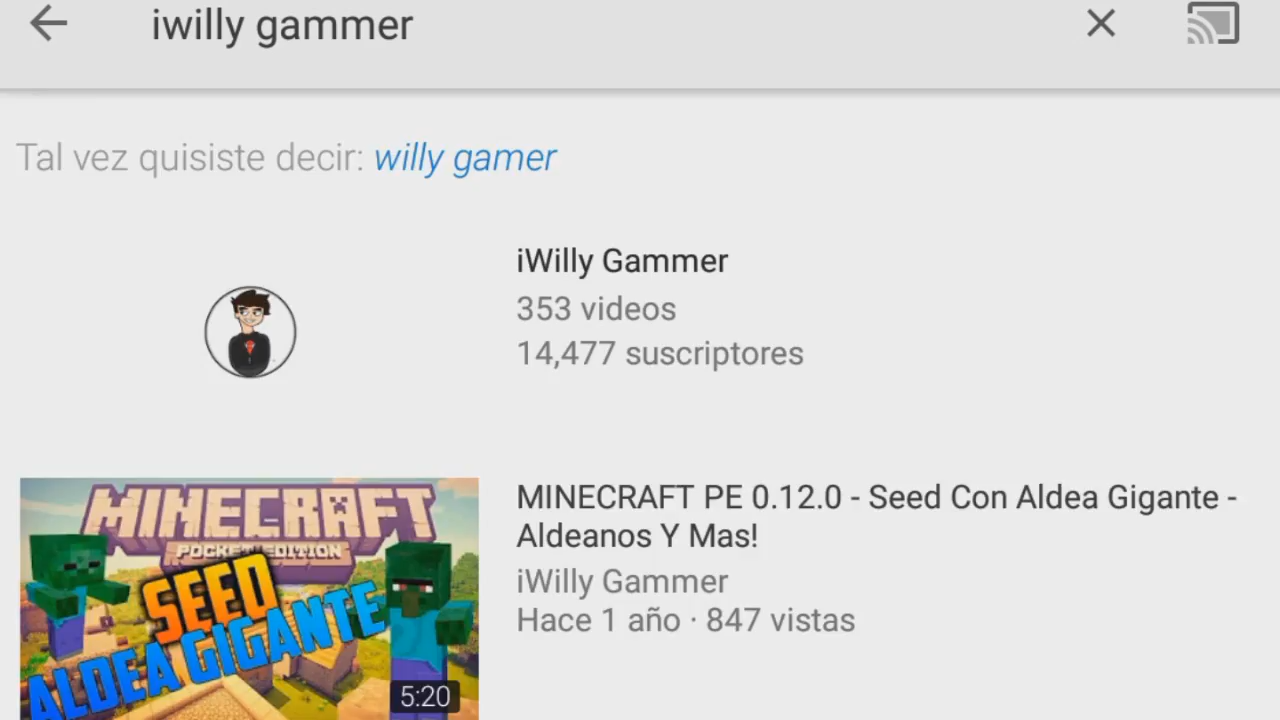 iwilly gammer
Tal vez quisiste decir: willy gamer
iWilly Gammer
353 videos
14,477 suscriptores
MINECRAFT
POCKET EDITION
SEED
ALDEA GIGANTE
5:20
MINECRAFT PE 0.12.0 - Seed Con Aldea Gigante -
Aldeanos Y Mas!
iWilly Gammer
Hace 1 año · 847 vistas